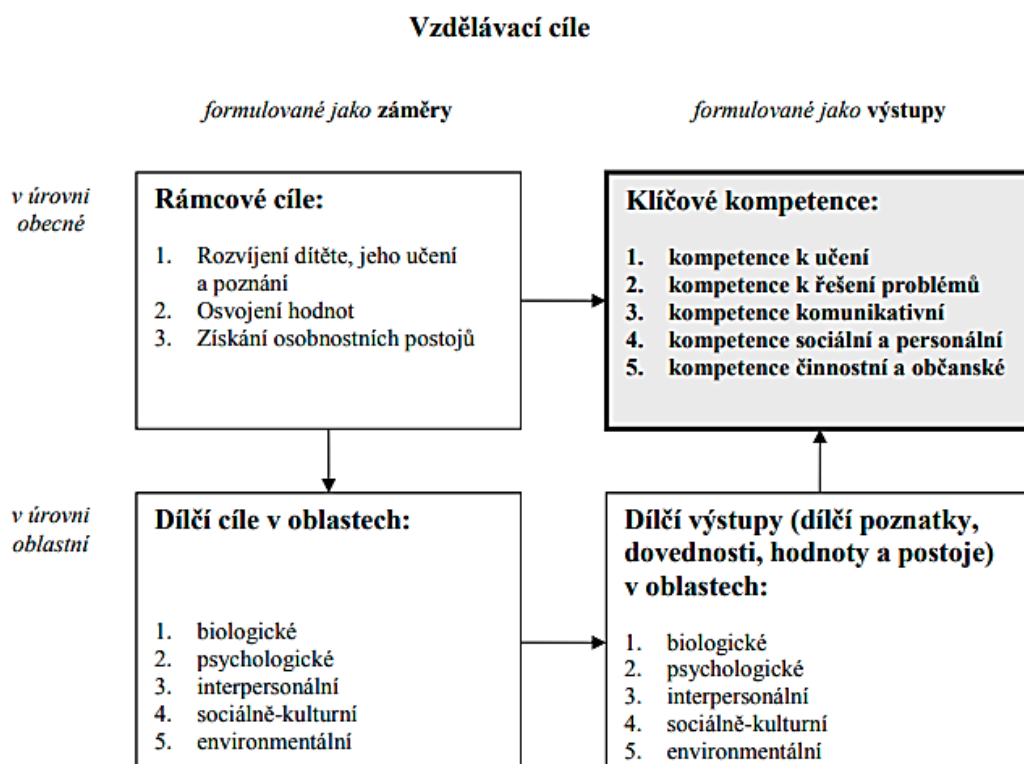 Vzdělávací cíle
formulované jako záměry
formulované jako výstupy
v úrovni
obecné
Rámcové cíle:
1. Rozvíjení dítěte, jeho učení
a poznání
2. Osvojení hodnot
3. Získání osobnostních postojů
Klíčové kompetence:
1. kompetence k učení
2. kompetence k řešení problémů
3. kompetence komunikativní
4. kompetence sociální a personální
5. kompetence činnostní a občanské
v úrovni
oblastní
Dílčí cíle v oblastech:
1. biologické
2. psychologické
3. interpersonální
4. sociálně-kulturní
5. environmentální
Dílčí výstupy (dílčí poznatky,
dovednosti, hodnoty a postoje)
v oblastech:
1. biologické
2. psychologické
3. interpersonální
4. sociálně-kulturní
5. environmentální